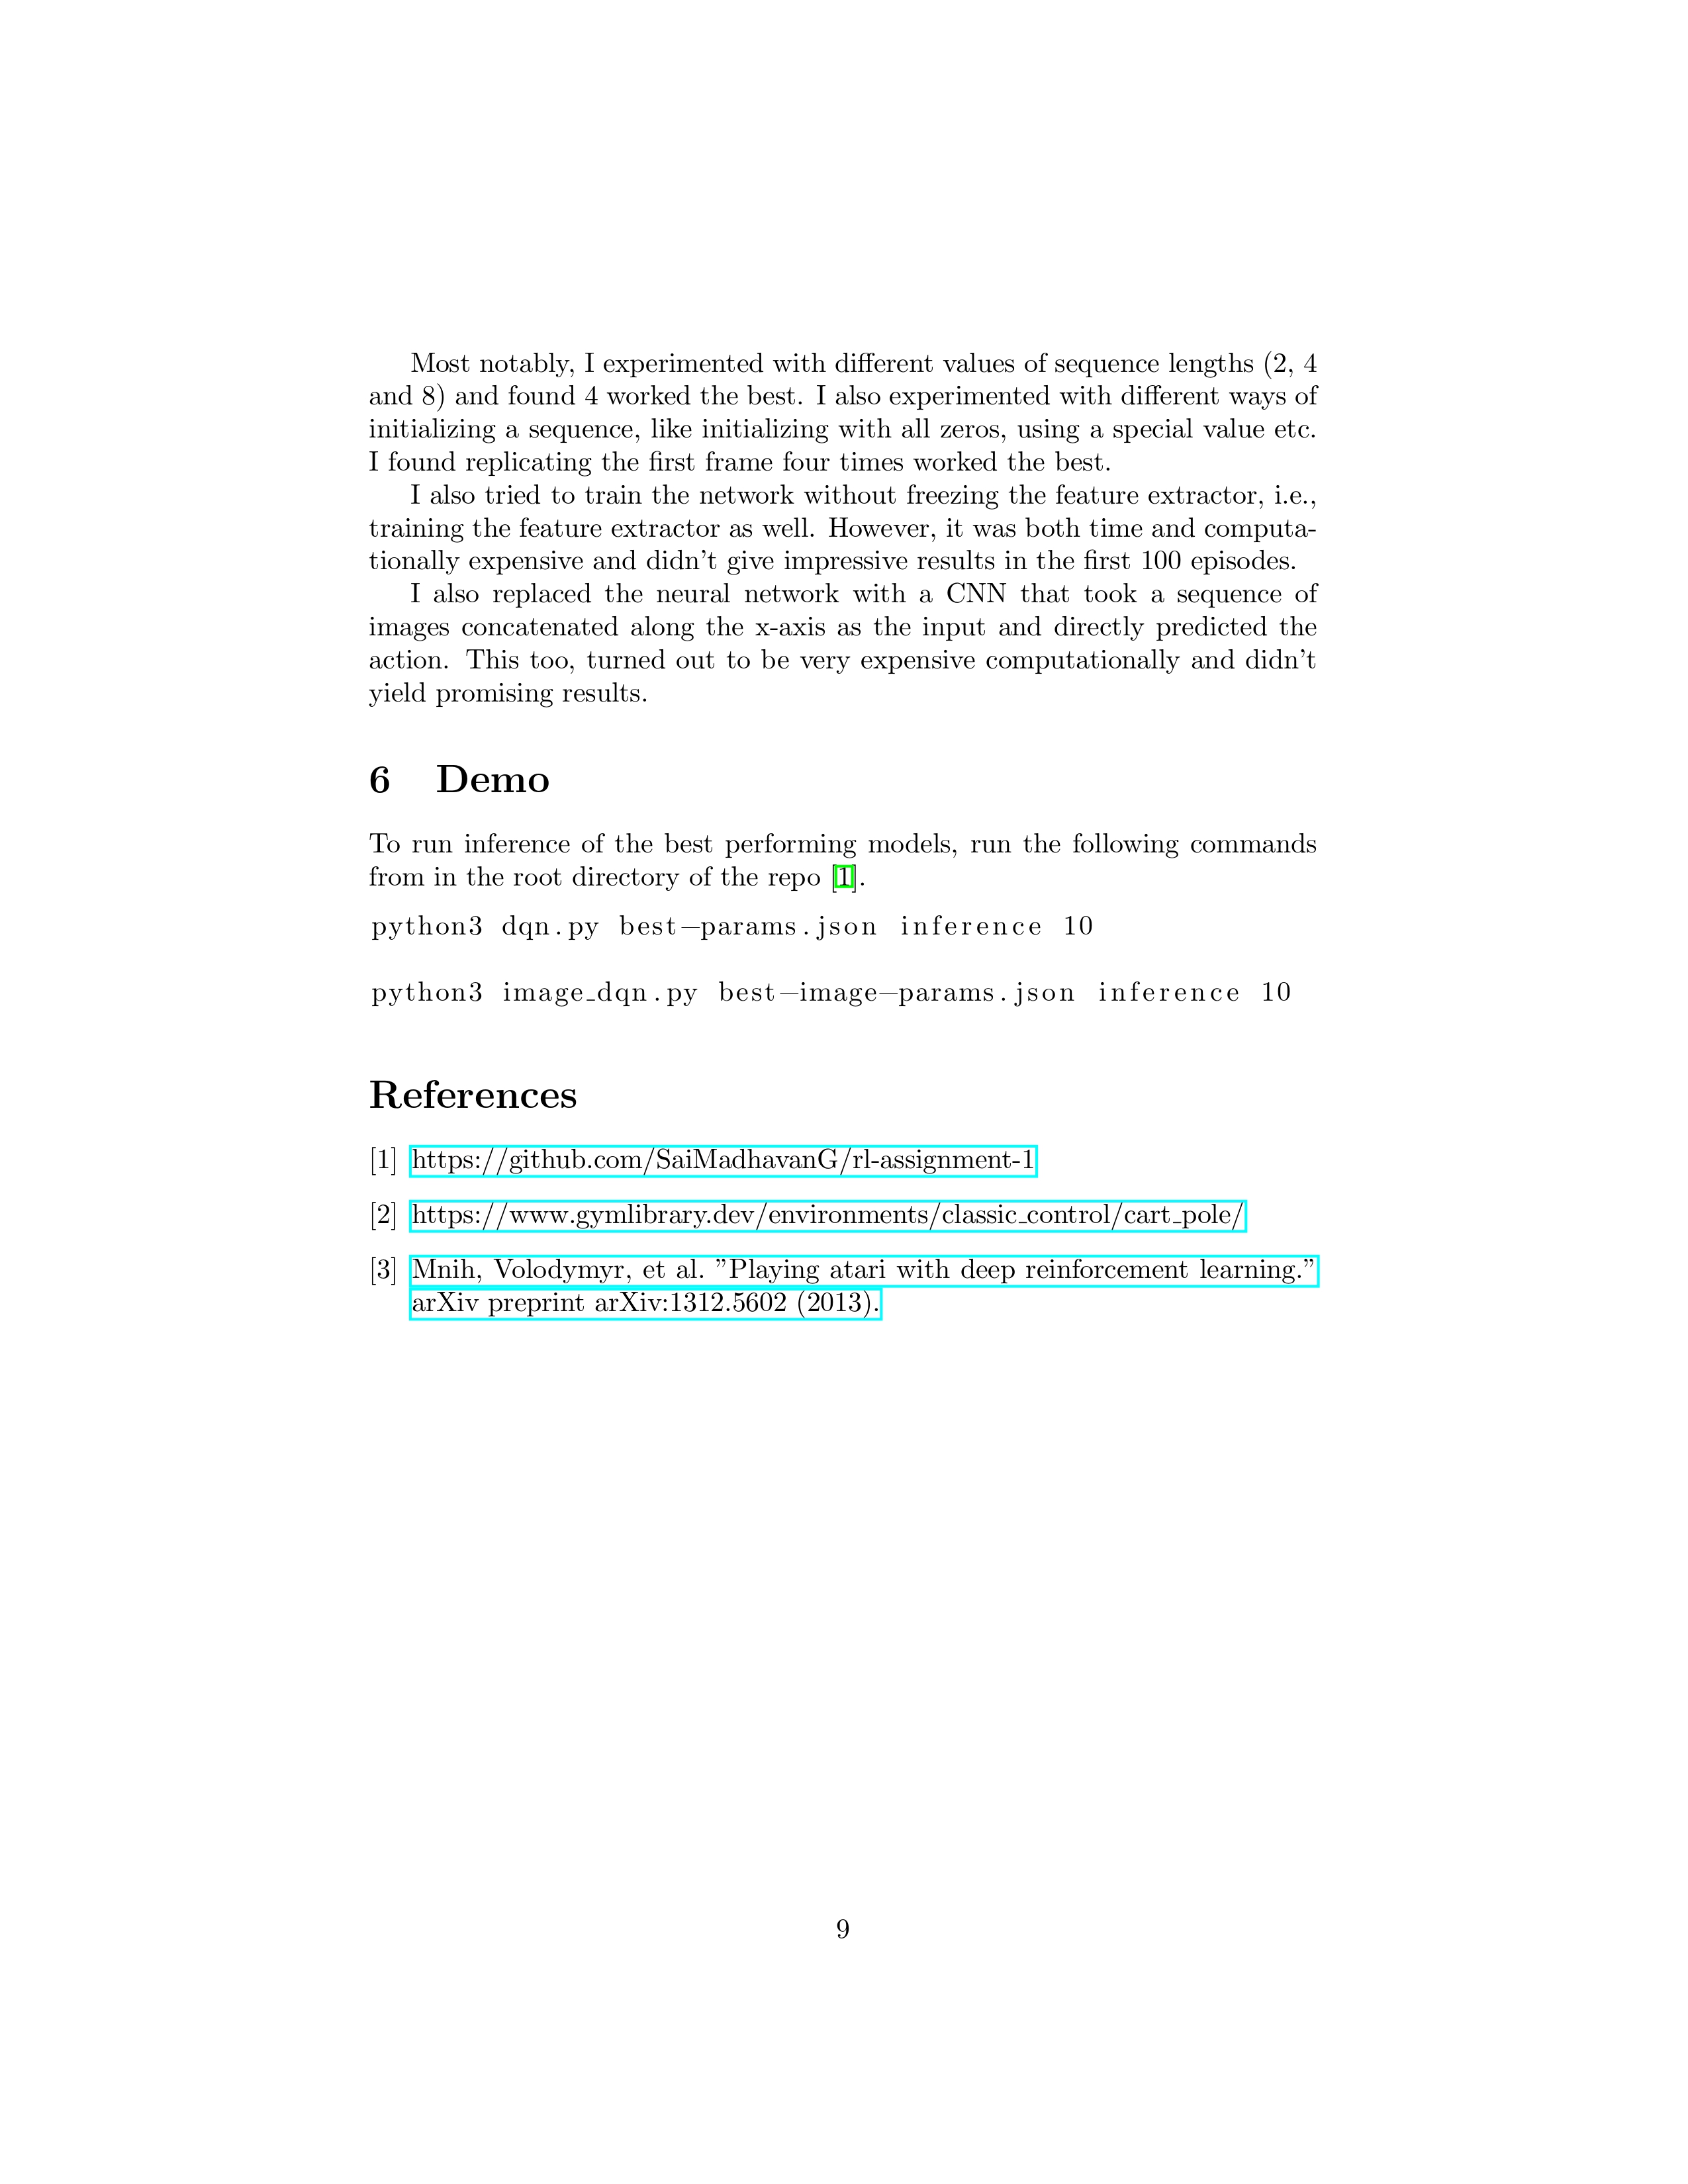 Most notably, I experimented with different values of sequence lengths (2, 4
and 8) and found 4 worked the best. I also experimented with different ways of
initializing a sequence, like initializing with all zeros, using a special value etc.
I found replicating the first frame four times worked the best.
I also tried to train the network without freezing the feature extractor, i.e.,
training the feature extractor as well. However, it was both time and computa-
tionally expensive and didn't give impressive results in the first 100 episodes.
I also replaced the neural network with a CNN that took a sequence of
images concatenated along the x-axis as the input and directly predicted the
action. This too, turned out to be very expensive computationally and didn't
yield promising results.
6 Demo
To run inference of the best performing models, run the following commands
from in the root directory of the repo [1].
python3 dqn.py best−params.json inference 10
python3 image_dqn.py best−image−params.json inference 10
References
[1] https://github.com/SaiMadhavanG/rl-assignment-1
[2] https://www.gymlibrary.dev/environments/classic_control/cart_pole/
[3] Mnih, Volodymyr, et al. ”Playing atari with deep reinforcement learning.”
arXiv preprint arXiv:1312.5602 (2013).
9